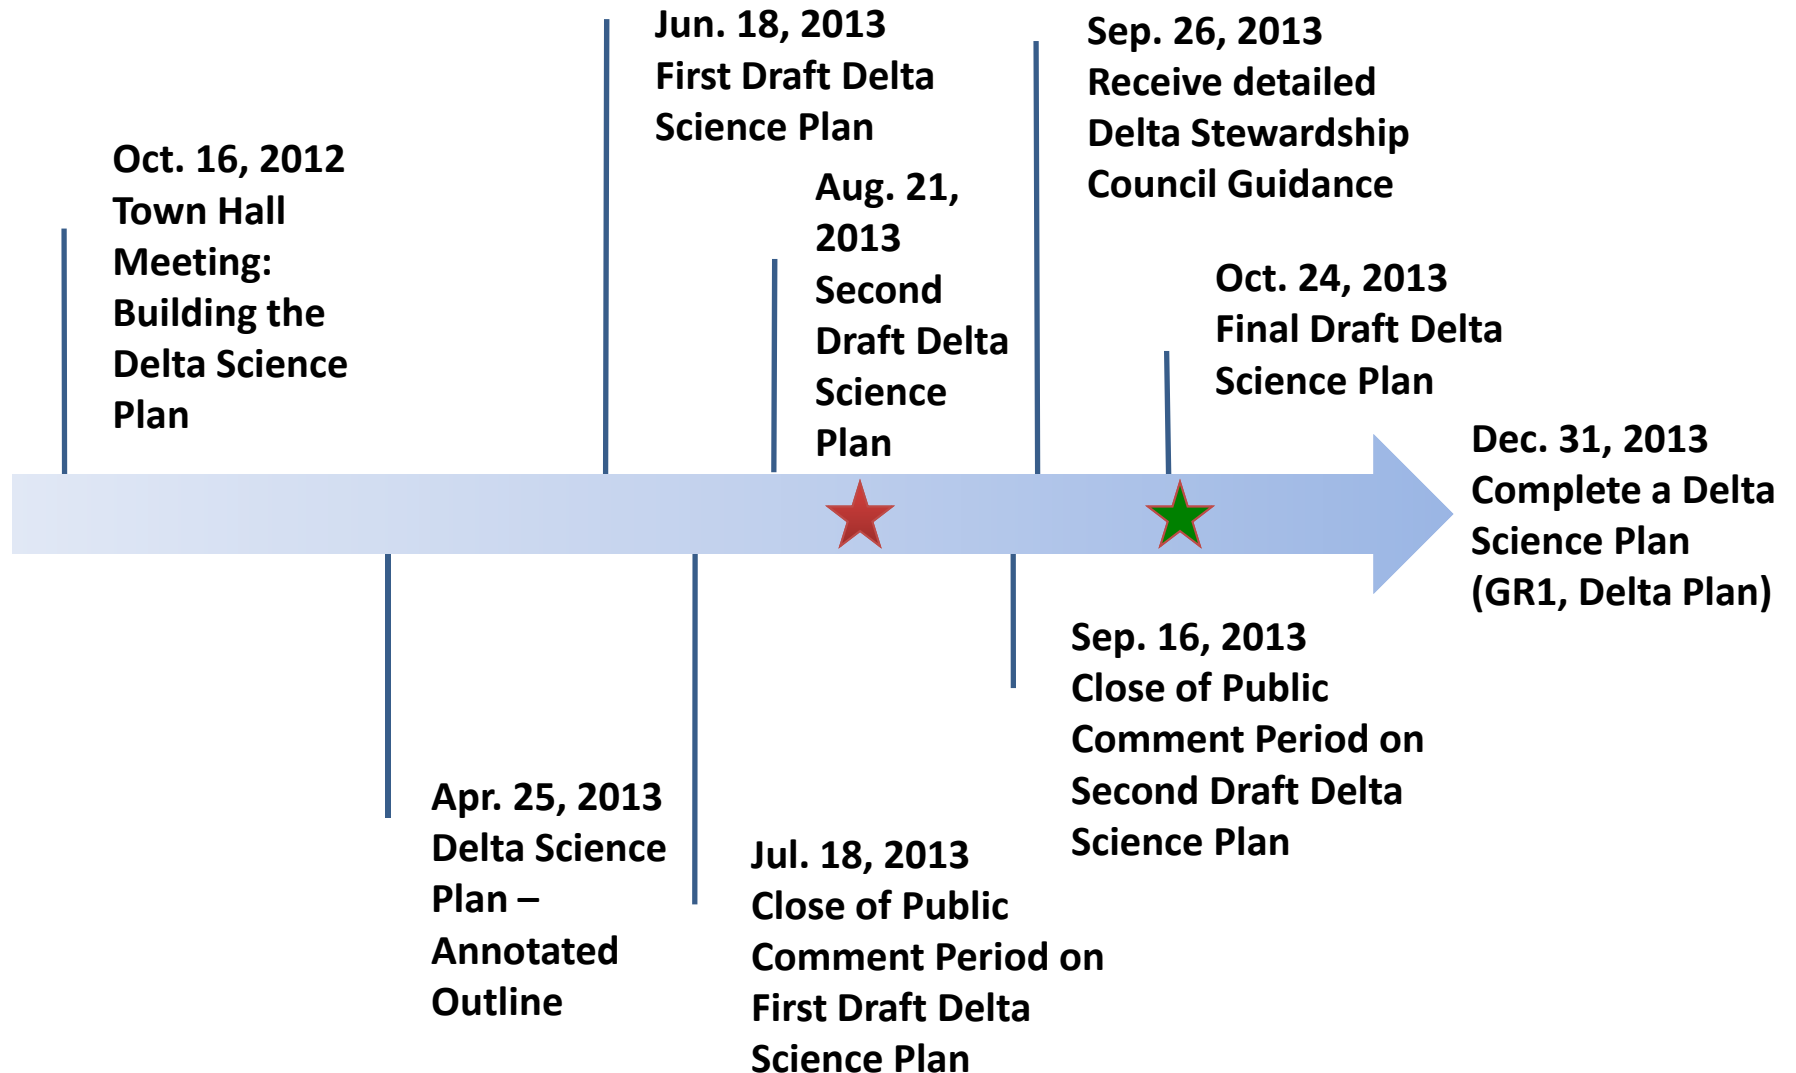 Oct. 16, 2012
Town Hall
Meeting:
Building the
Delta Science
Plan
Jun. 18, 2013
First Draft Delta
Science Plan
Aug. 21,
2013
Second
Draft Delta
Science
Plan
Sep. 26, 2013
Receive detailed
Delta Stewardship
Council Guidance
Oct. 24, 2013
Final Draft Delta
Science Plan
Dec. 31, 2013
Complete a Delta
Science Plan
(GR1, Delta Plan)
Apr. 25, 2013
Delta Science
Plan –
Annotated
Outline
Jul. 18, 2013
Close of Public
Comment Period on
First Draft Delta
Science Plan
Sep. 16, 2013
Close of Public
Comment Period on
Second Draft Delta
Science Plan